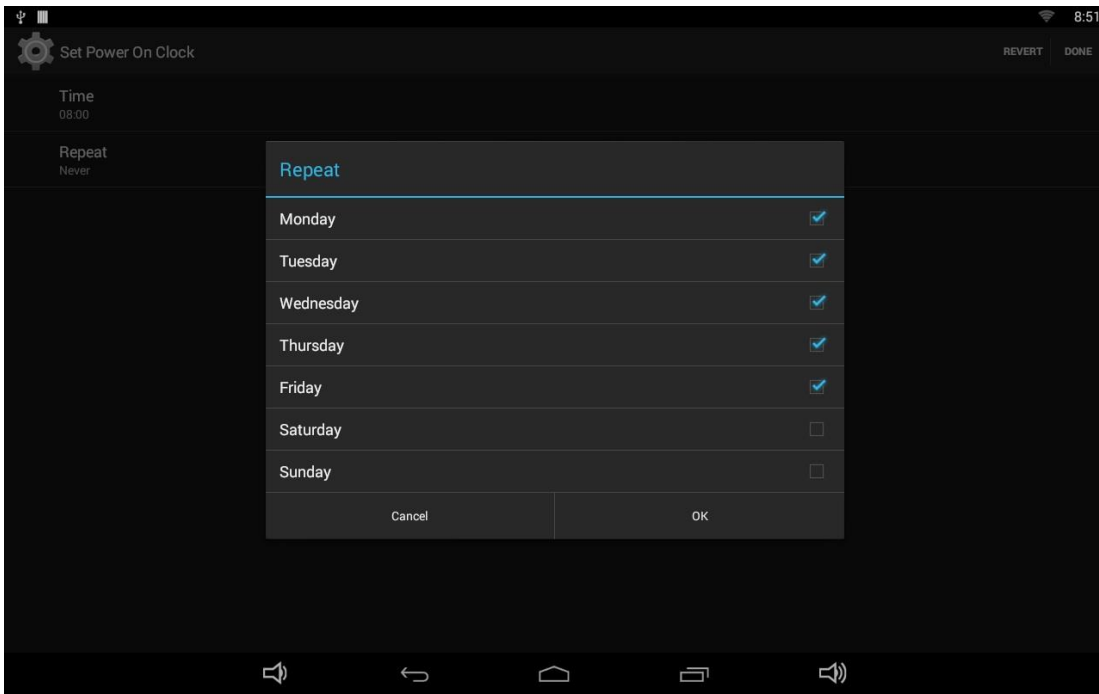 8:51
Set Power On Clock
REVERT DONE
Time
08:00
Repeat
Never
Repeat
Monday
Tuesday
Wednesday
Thursday
Friday
Saturday
Sunday
Cancel OK